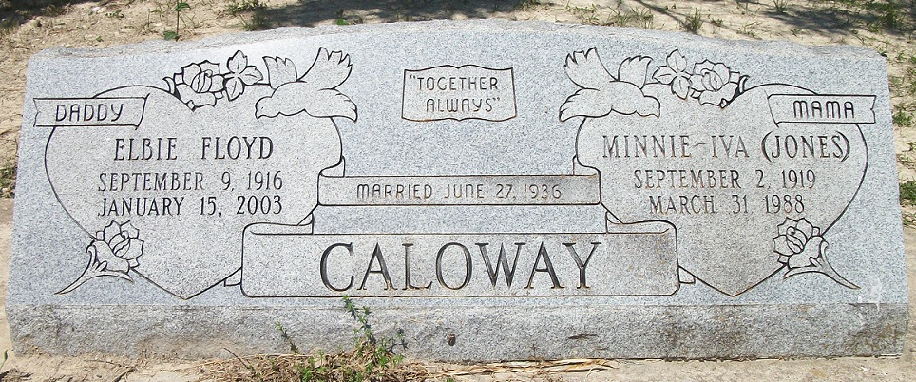 "TOGETHER
ALWAYS"
DADDY
ELBIE FLOYD
SEPTEMBER 9, 1916
JANUARY 15, 2003
MAMA
MINNIE-IVA (JONES)
SEPTEMBER 2, 1919
MARCH 31 1988
MARRIED JUNE 27, 1936
CALOWAY